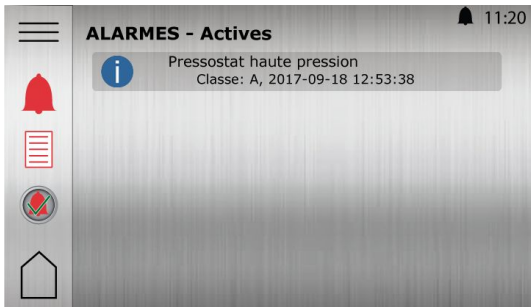 11:20
ALARMES - Actives
Pressostat haute pression
Classe: A, 2017-09-18 12:53:38